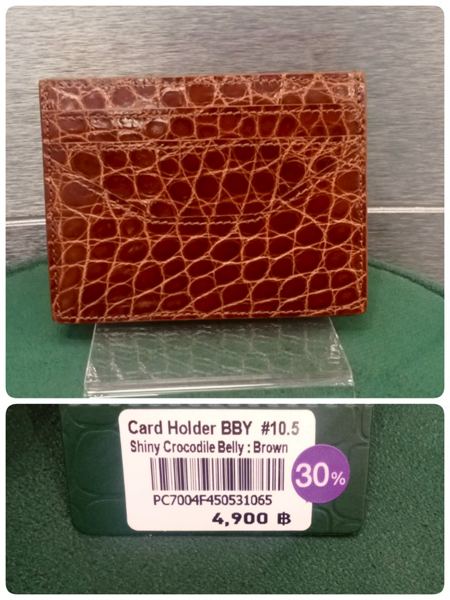 Card Holder BBY #10.5
Shiny Crocodile Belly : Brown
30%
PC7004F450531065
4,900 ฿